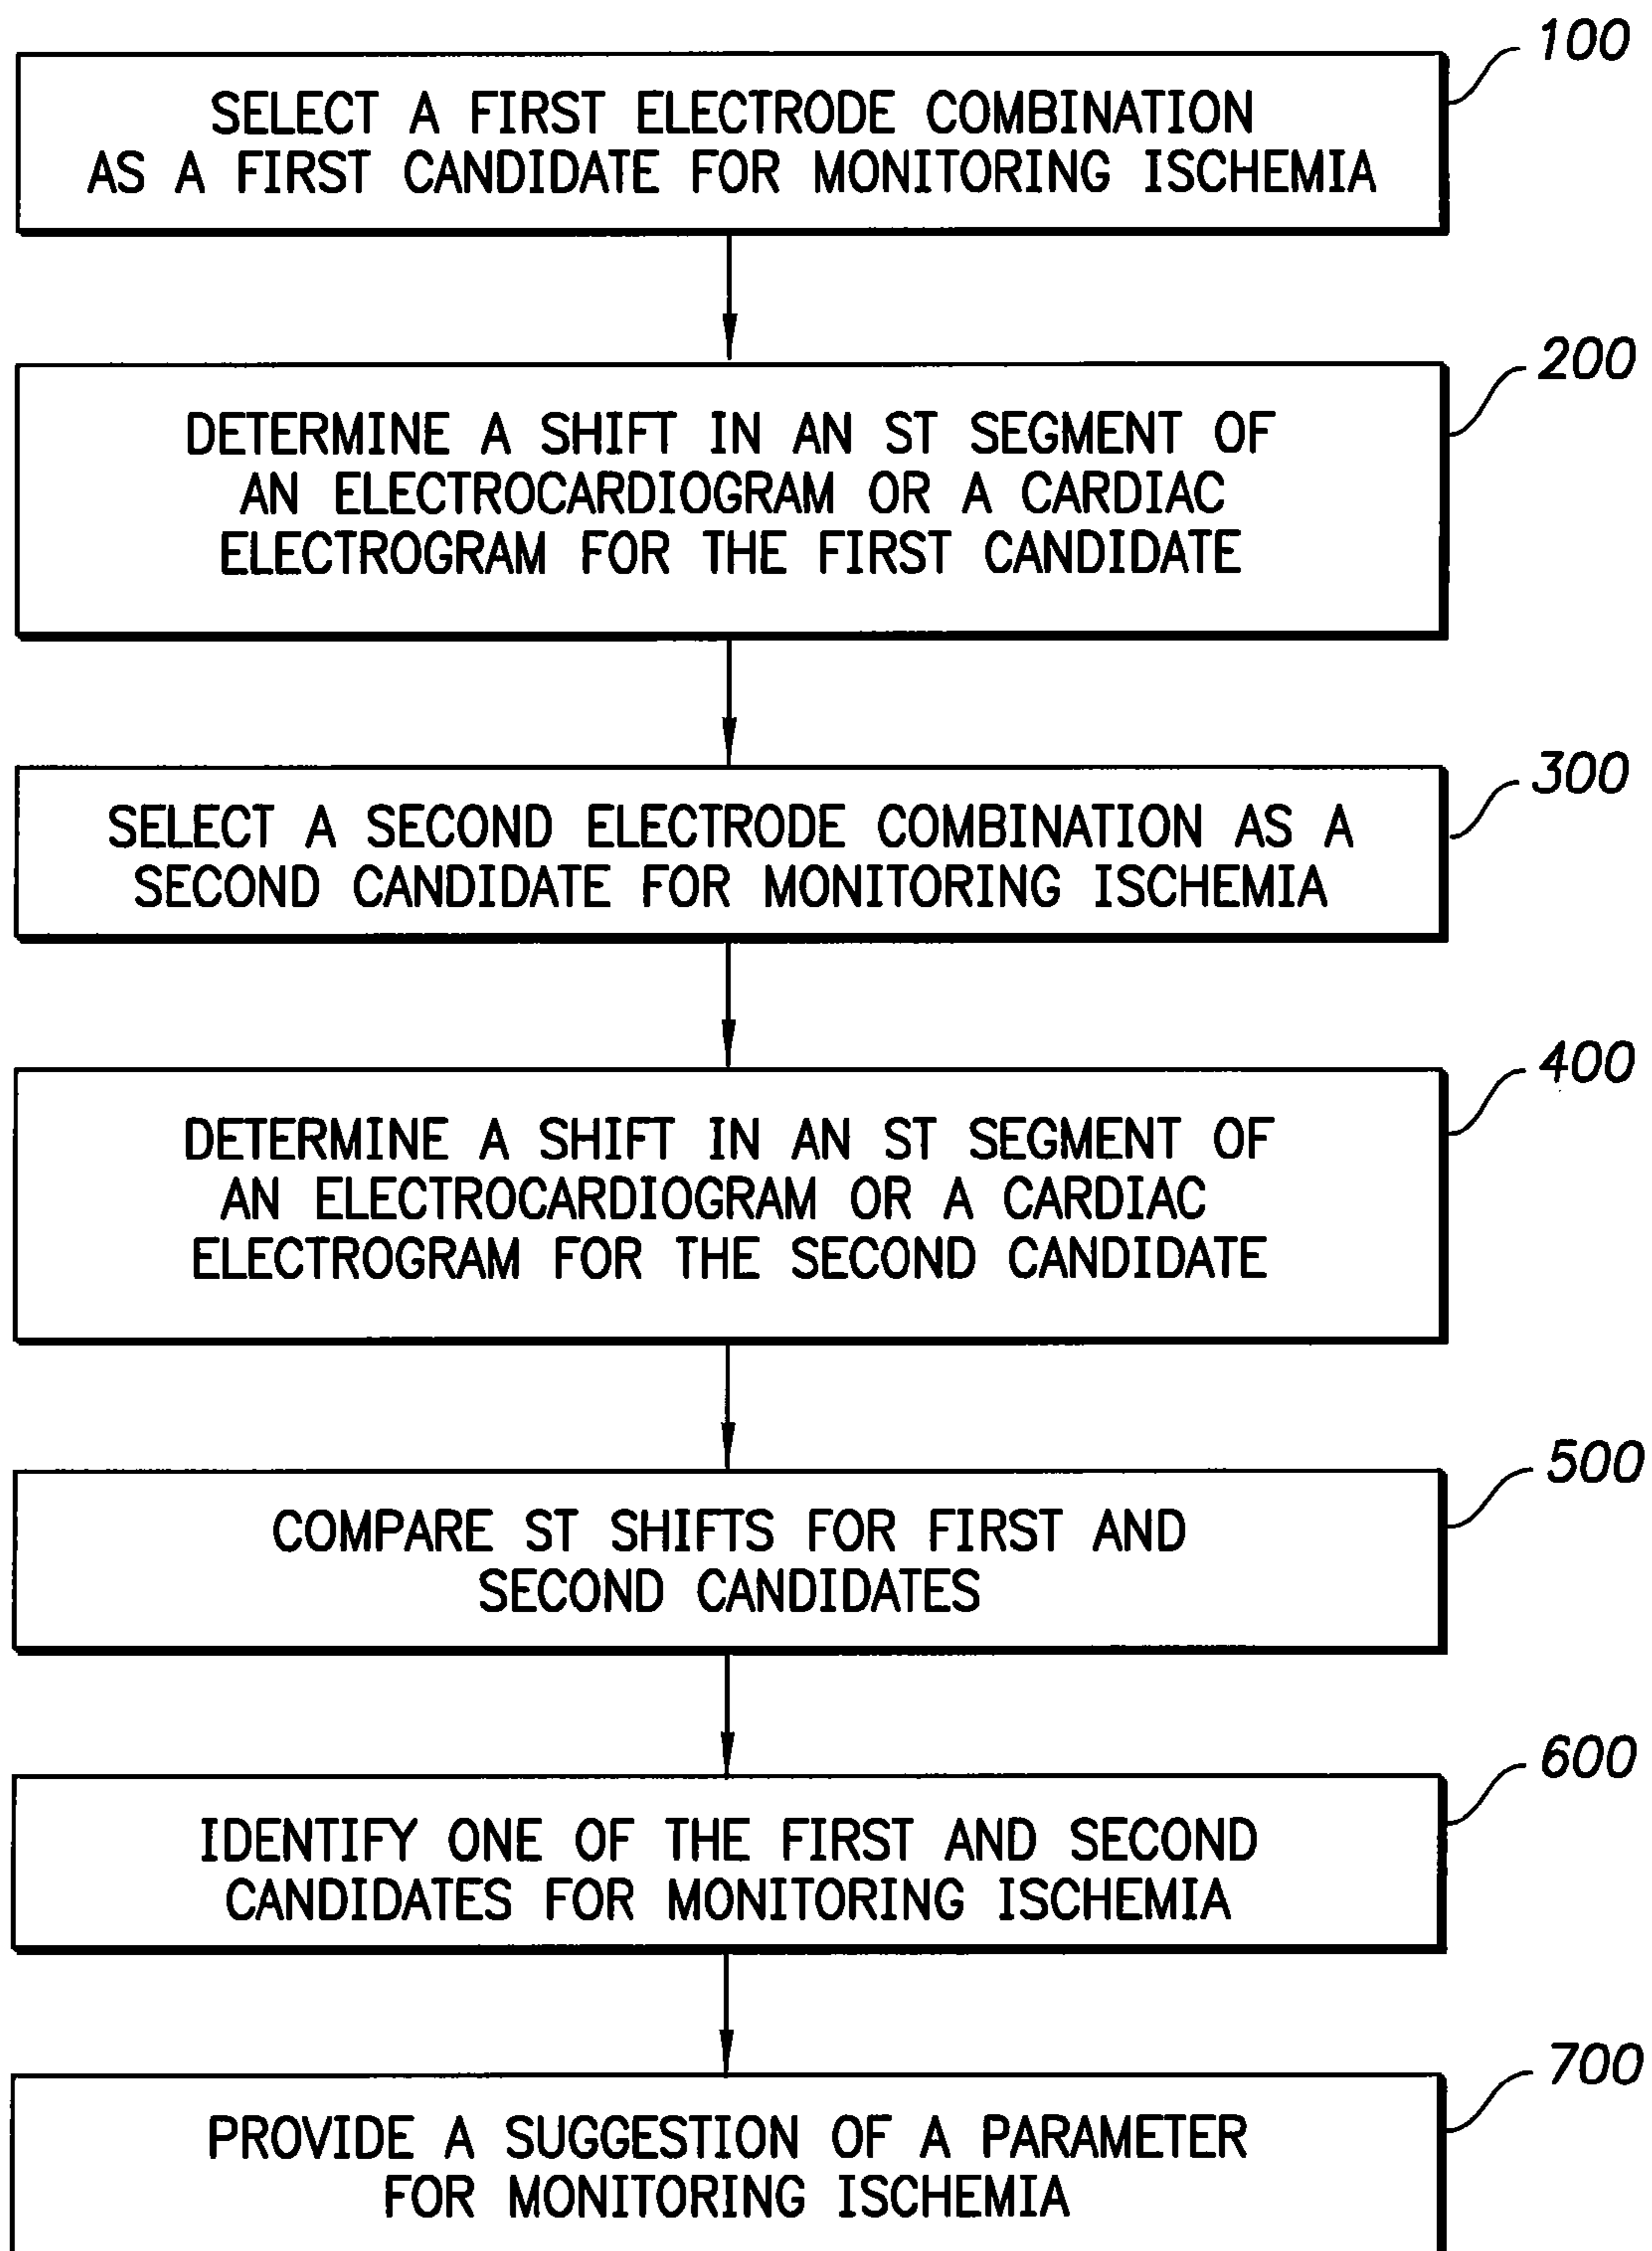 100
SELECT A FIRST ELECTRODE COMBINATION
AS A FIRST CANDIDATE FOR MONITORING ISCHEMIA
200
DETERMINE A SHIFT IN AN ST SEGMENT OF
AN ELECTROCARDIOGRAM OR A CARDIAC
ELECTROGRAM FOR THE FIRST CANDIDATE
300
SELECT A SECOND ELECTRODE COMBINATION AS A
SECOND CANDIDATE FOR MONITORING ISCHEMIA
400
DETERMINE A SHIFT IN AN ST SEGMENT OF
AN ELECTROCARDIOGRAM OR A CARDIAC
ELECTROGRAM FOR THE SECOND CANDIDATE
500
COMPARE ST SHIFTS FOR FIRST AND
SECOND CANDIDATES
600
IDENTIFY ONE OF THE FIRST AND SECOND
CANDIDATES FOR MONITORING ISCHEMIA
700
PROVIDE A SUGGESTION OF A PARAMETER
FOR MONITORING ISCHEMIA